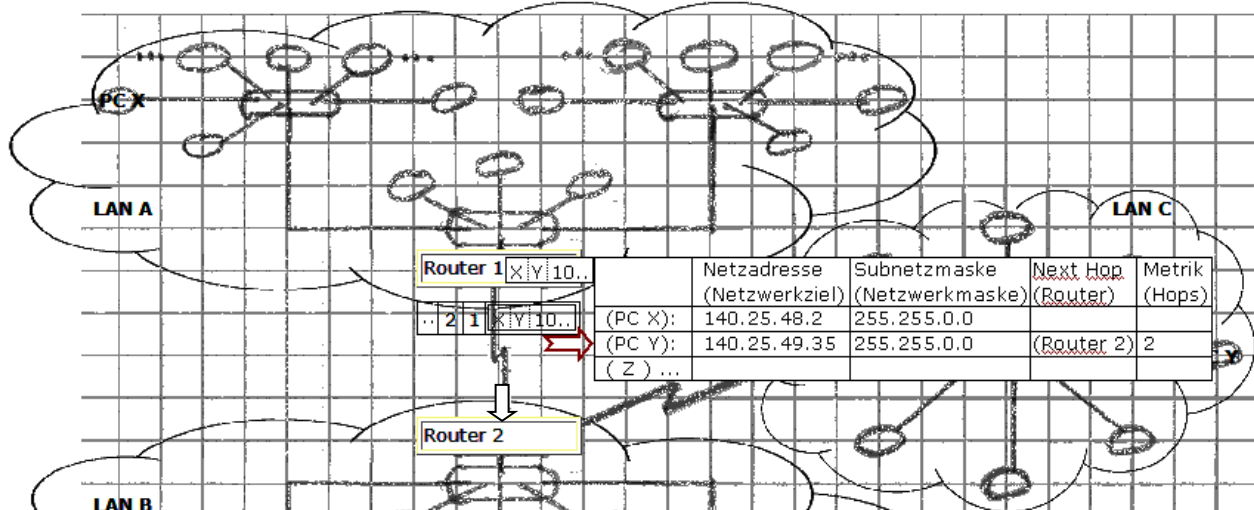 PC X
LAN A
LAN C
Router 1 X Y 10..
Netzadresse Subnetzmaske Next Hop Metrik
(Netzwerkziel) (Netzwerkmaske) (Router) (Hops)
.. 2 1 X Y 10..
(PC X): 140.25.48.2 255.255.0.0
(PC Y): 140.25.49.35 255.255.0.0 (Router 2) 2
( Z ) ...
Y
Router 2
LAN B